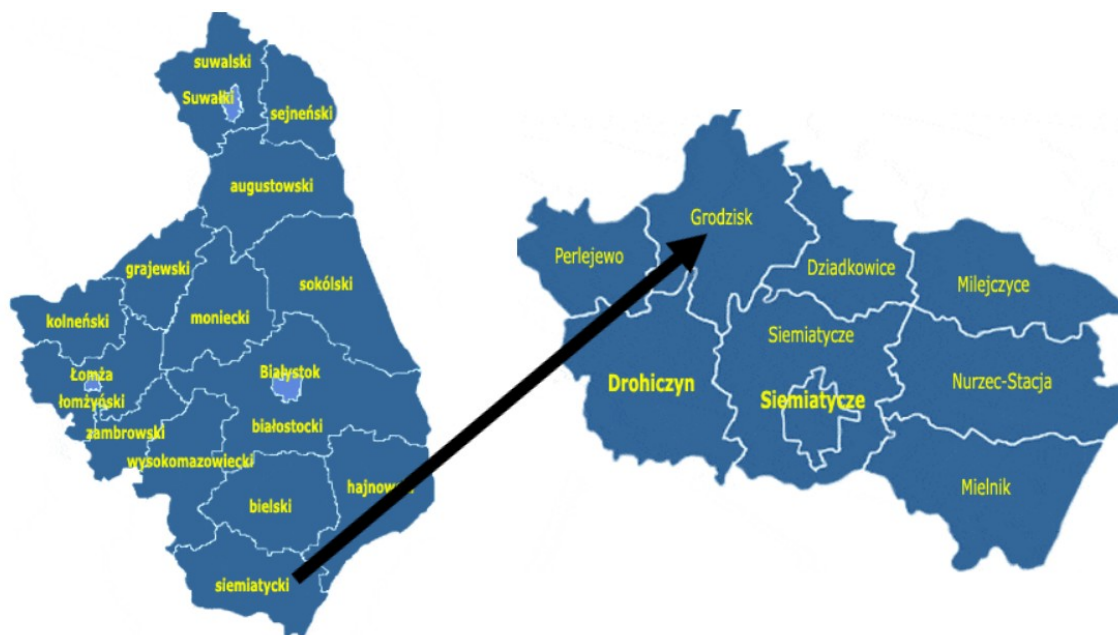 suwalski
Suwałki
sejneński
augustowski
grajewski
sokólski
kolneński
moniecki
Łomża
łomżyński
Białystok
zambrowski
białostocki
wysokomazowiecki
bielski
siemiatycki
Grodzisk
Perlejewo
Dziadkowice
Milejczyce
Siemiatycze
Drohiczyn
Siemiatycze
Nurzec-Stacja
Mielnik